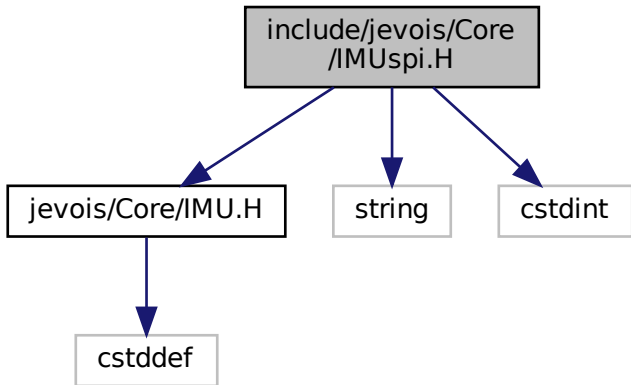 include/jevois/Core
/IMUspi.H
jevois/Core/IMU.H
string
cstdint
cstddef